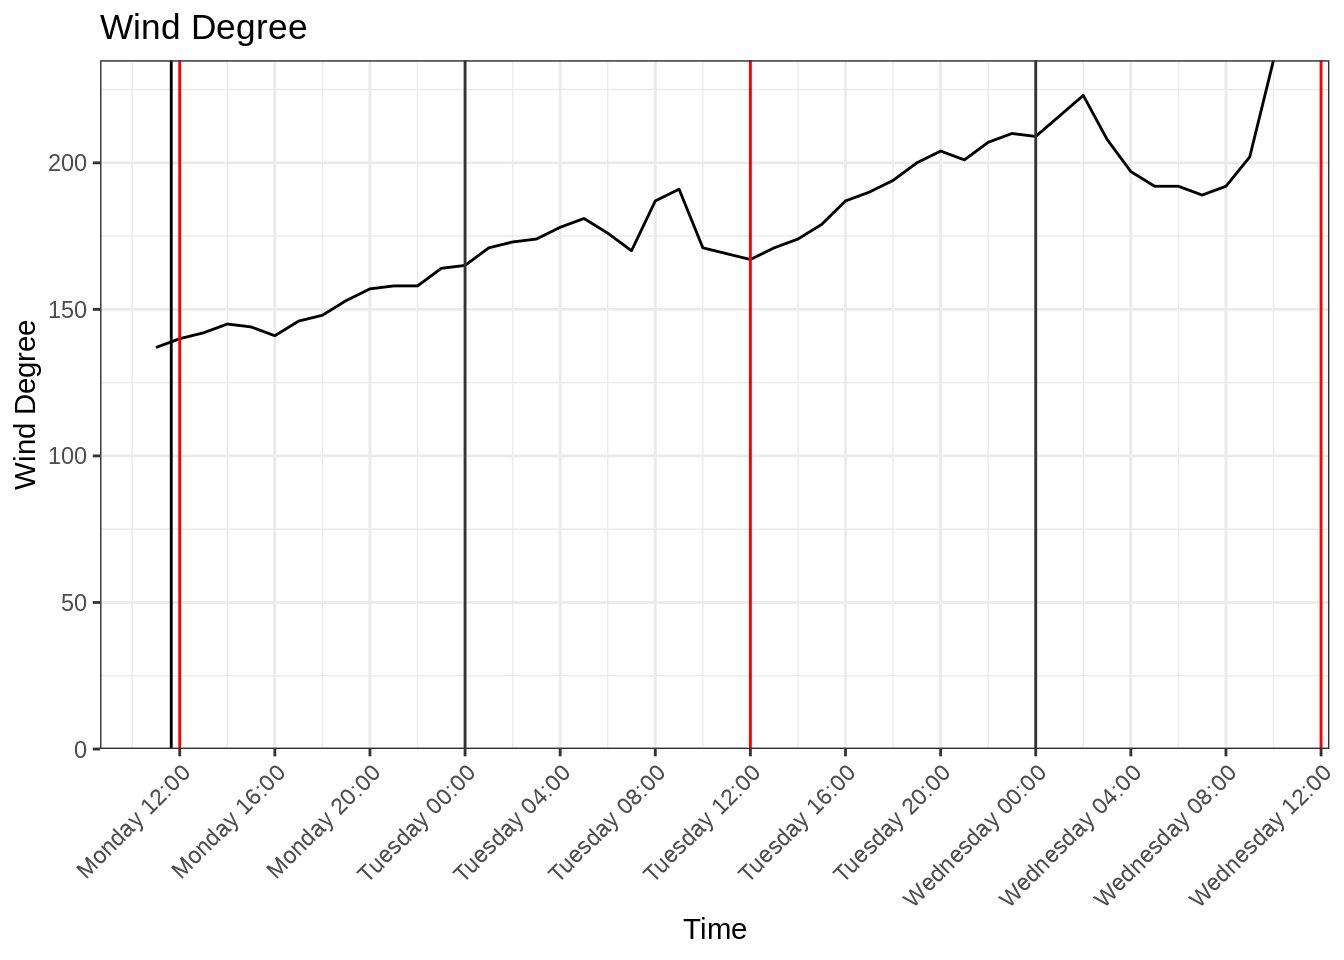 Wind Degree
Wind Degree
200
150
100
50
0
Monday 12:00
Monday 16:00
Monday 20:00
Tuesday 00:00
Tuesday 04:00
Tuesday 08:00
Tuesday 12:00
Tuesday 16:00
Tuesday 20:00
Wednesday 00:00
Wednesday 04:00
Wednesday 08:00
Wednesday 12:00
Time